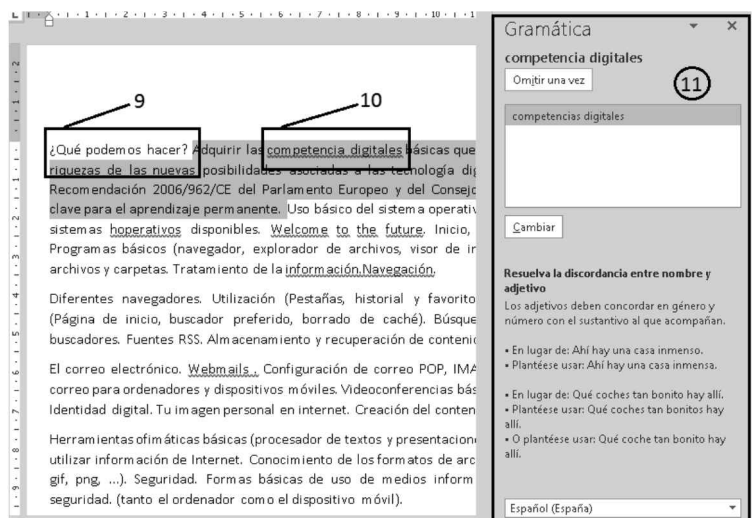 9
10
¿Qué podemos hacer? Adquirir las competencia digitales básicas que
riquezas de las nuevas posibilidades asociadas a las tecnología dig
Recomendación 2006/962/CE del Parlamento Europeo y del Consejo
clave para el aprendizaje permanente. Uso básico del sistema operativ
sistemas hoperativos disponibles. Welcome to the future. Inicio,
Programas básicos (navegador, explorador de archivos, visor de ir
archivos y carpetas. Tratamiento de la información.Navegación.
Diferentes navegadores. Utilización (Pestañas, historial y favorito
(Página de inicio, buscador preferido, borrado de caché). Búsque
buscadores. Fuentes RSS. Almacenamiento y recuperación de contenic
El correo electrónico. Webmails . Configuración de correo POP, IMA
correo para ordenadores y dispositivos móviles. Videoconferencias bás
Identidad digital. Tu imagen personal en internet. Creación del conten
Herramientas ofimáticas básicas (procesador de textos y presentacione
utilizar información de Internet. Conocimiento de los formatos de arc
gif, png, ...). Seguridad. Formas básicas de uso de medios inform
seguridad. (tanto el ordenador como el dispositivo móvil).
Gramática
competencia digitales
Omitir una vez
11
competencias digitales
Cambiar
Resuelva la discordancia entre nombre y
adjetivo
Los adjetivos deben concordar en género y
número con el sustantivo al que acompañan.
• En lugar de: Ahí hay una casa inmenso.
• Plantéese usar: Ahí hay una casa inmensa.
• En lugar de: Qué coches tan bonito hay allí.
• Plantéese usar: Qué coches tan bonitos hay
allí.
• O plantéese usar: Qué coche tan bonito hay
allí.
Español (España)